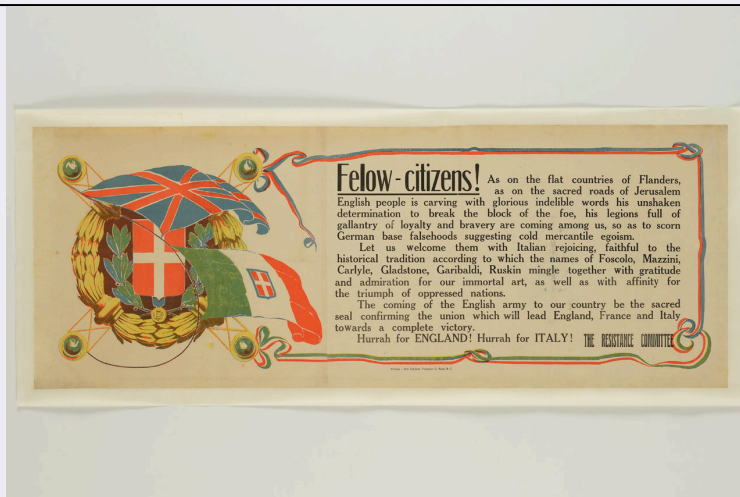 Felow-citizens! As on the flat countries of Flanders,
as on the sacred roads of Jerusalem
English people is carving with glorious indelible words his unshaken
determination to break the block of the foe, his legions full of
gallantry of loyalty and bravery are coming among us, so as to scorn
German base falsehoods suggesting cold mercantile egoism.
Let us welcome them with Italian rejoicing, faithful to the
historical tradition according to which the names of Foscolo, Mazzini,
Carlyle, Gladstone, Garibaldi, Ruskin mingle together with gratitude
and admiration for our immortal art, as well as with affinity for
the triumph of oppressed nations.
The coming of the English army to our country be the sacred
seal confirming the union which will lead England, France and Italy
towards a complete victory.
Hurrah for ENGLAND! Hurrah for ITALY! THE RESISTANCE COMMITTEE